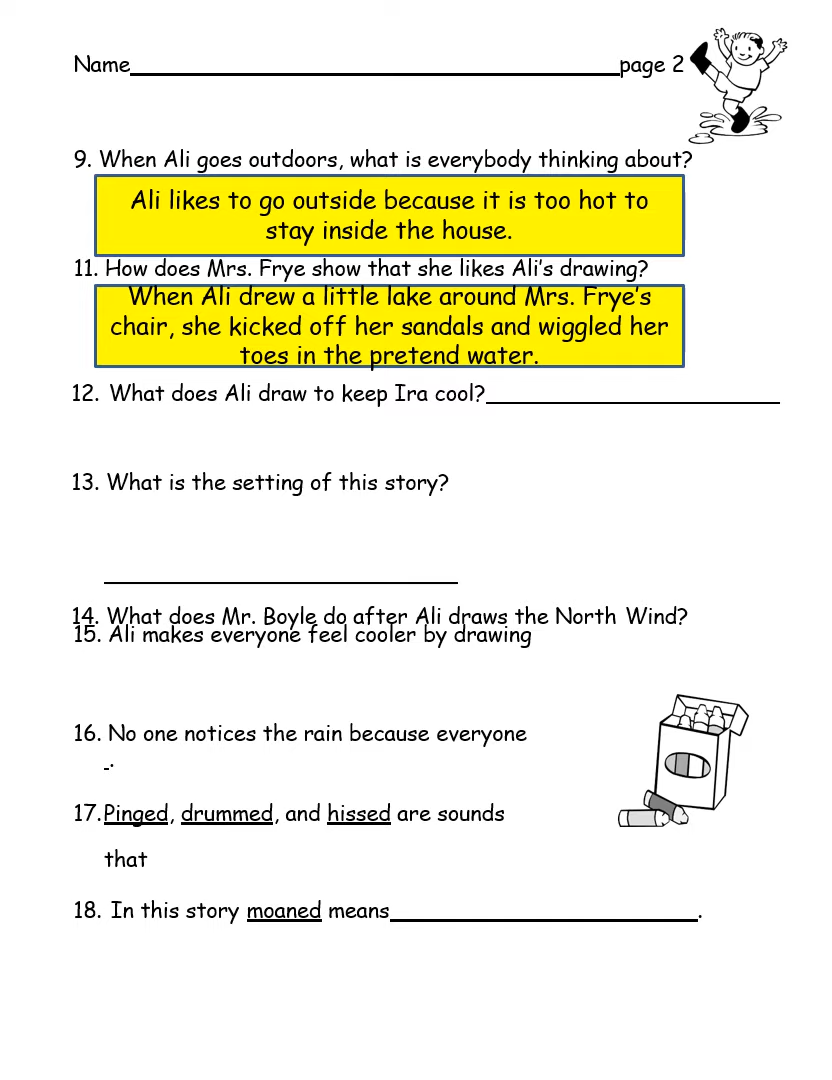 Name page 2
9. When Ali goes outdoors, what is everybody thinking about?
Ali likes to go outside because it is too hot to
stay inside the house.
11. How does Mrs. Frye show that she likes Ali’s drawing?
When Ali drew a little lake around Mrs. Frye’s
chair, she kicked off her sandals and wiggled her
toes in the pretend water.
12. What does Ali draw to keep Ira cool?
13. What is the setting of this story?
14. What does Mr. Boyle do after Ali draws the North Wind?
15. Ali makes everyone feel cooler by drawing
16. No one notices the rain because everyone
.
17. Pinged, drummed, and hissed are sounds
that
18. In this story moaned means .